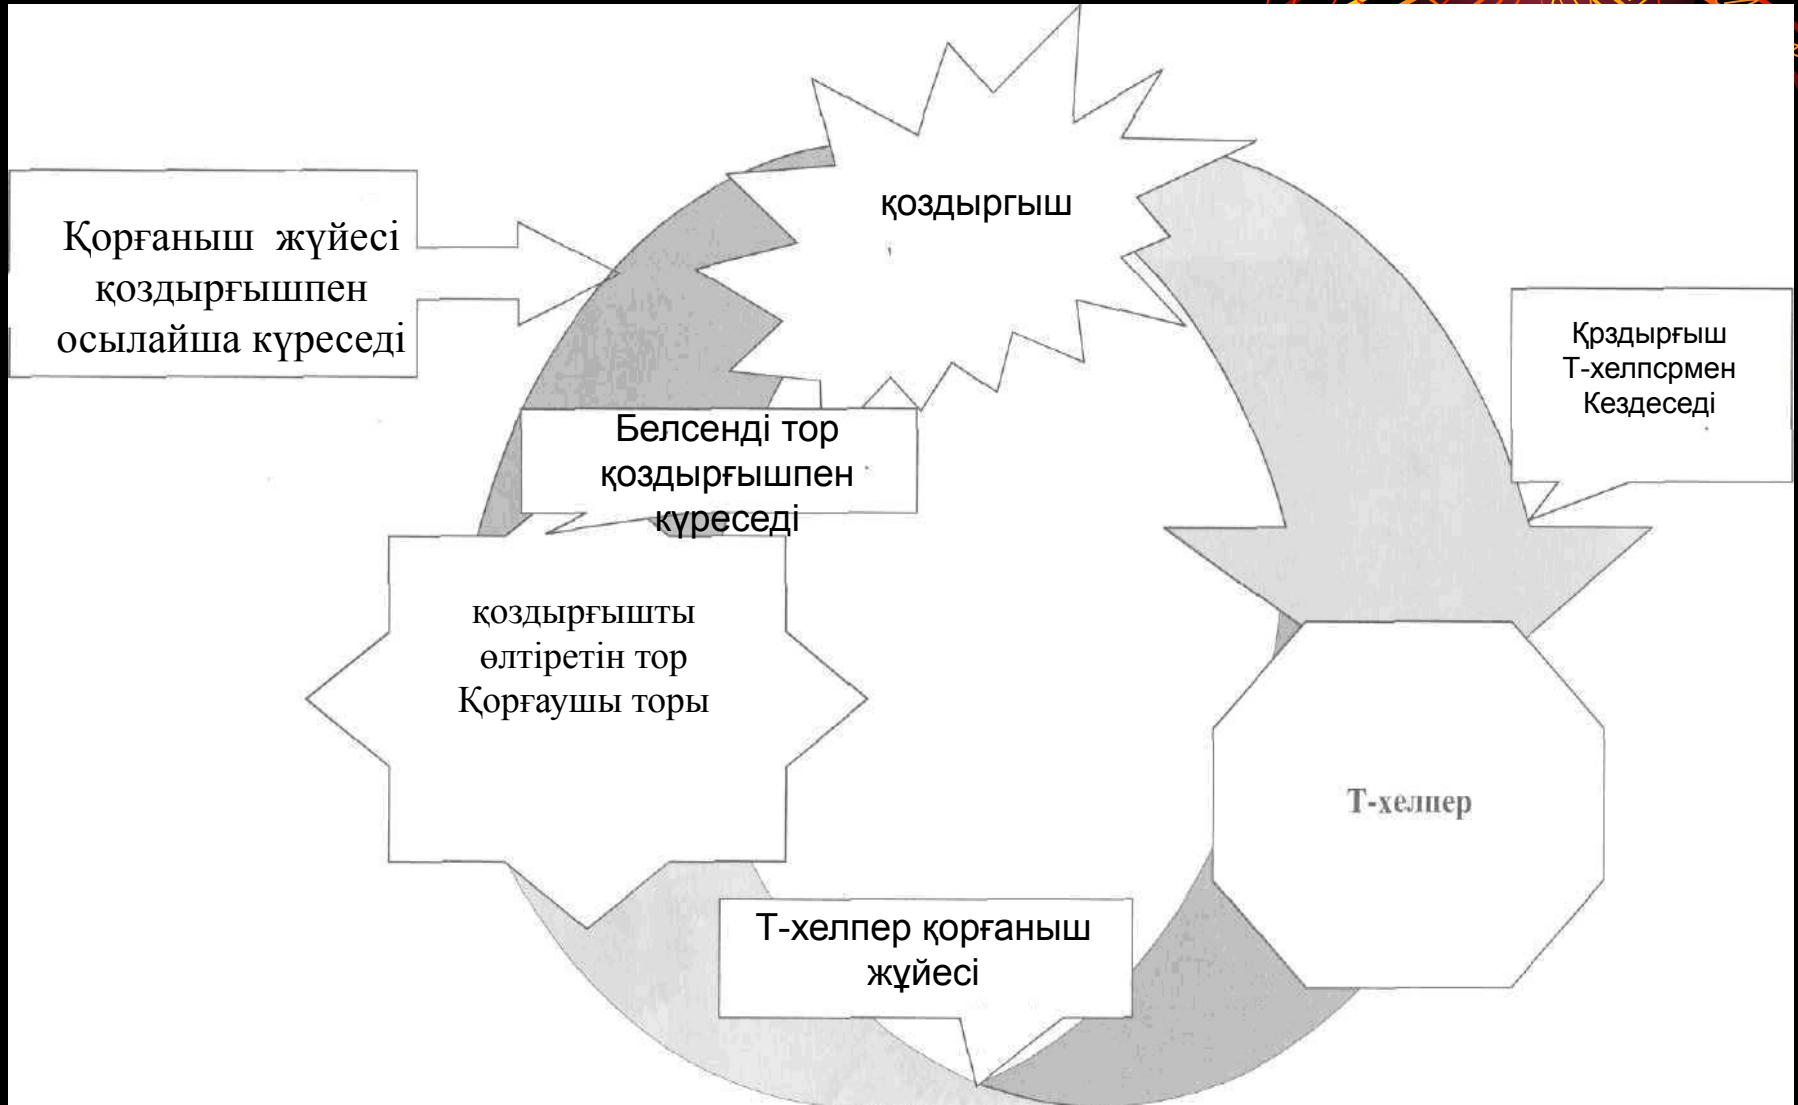 қоздыргыш
Қорғаныш жүйесі
қоздырғышпен
осылайша күреседі
Қрздырғыш
Т-хелпсрмен
Кездеседі
Белсенді тор
қоздырғышпен
күреседі
қоздырғышты
өлтіретін тор
Қорғаушы торы
Т-хелпер
Т-хелпер қорғаныш
жұйесі